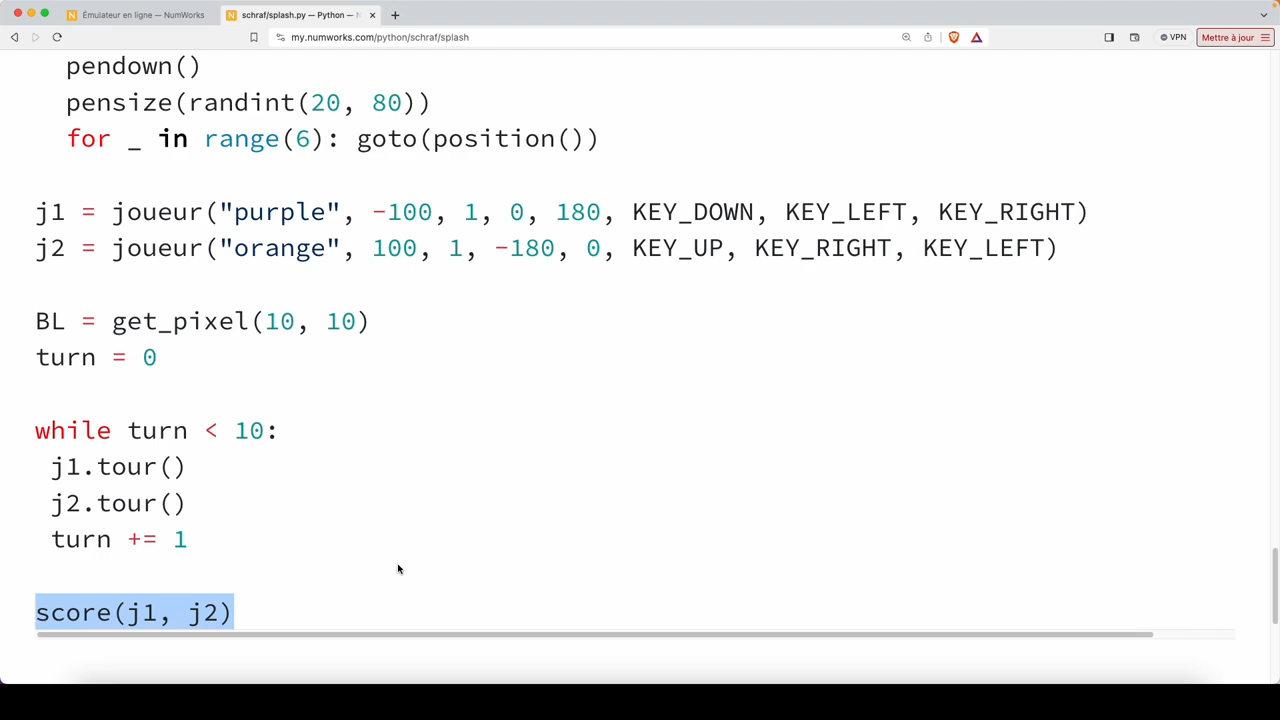 Émulateur en ligne — NumWorks
schraf/splash.py — Python — N
my.numworks.com/python/schraf/splash
VPN
Mettre à jour
pendown()
pensize(randint(20, 80))
for _ in range(6): goto(position())
j1 = joueur("purple", -100, 1, 0, 180, KEY_DOWN, KEY_LEFT, KEY_RIGHT)
j2 = joueur("orange", 100, 1, -180, 0, KEY_UP, KEY_RIGHT, KEY_LEFT)
BL = get_pixel(10, 10)
turn = 0
while turn < 10:
j1.tour()
j2.tour()
turn += 1
score(j1, j2)